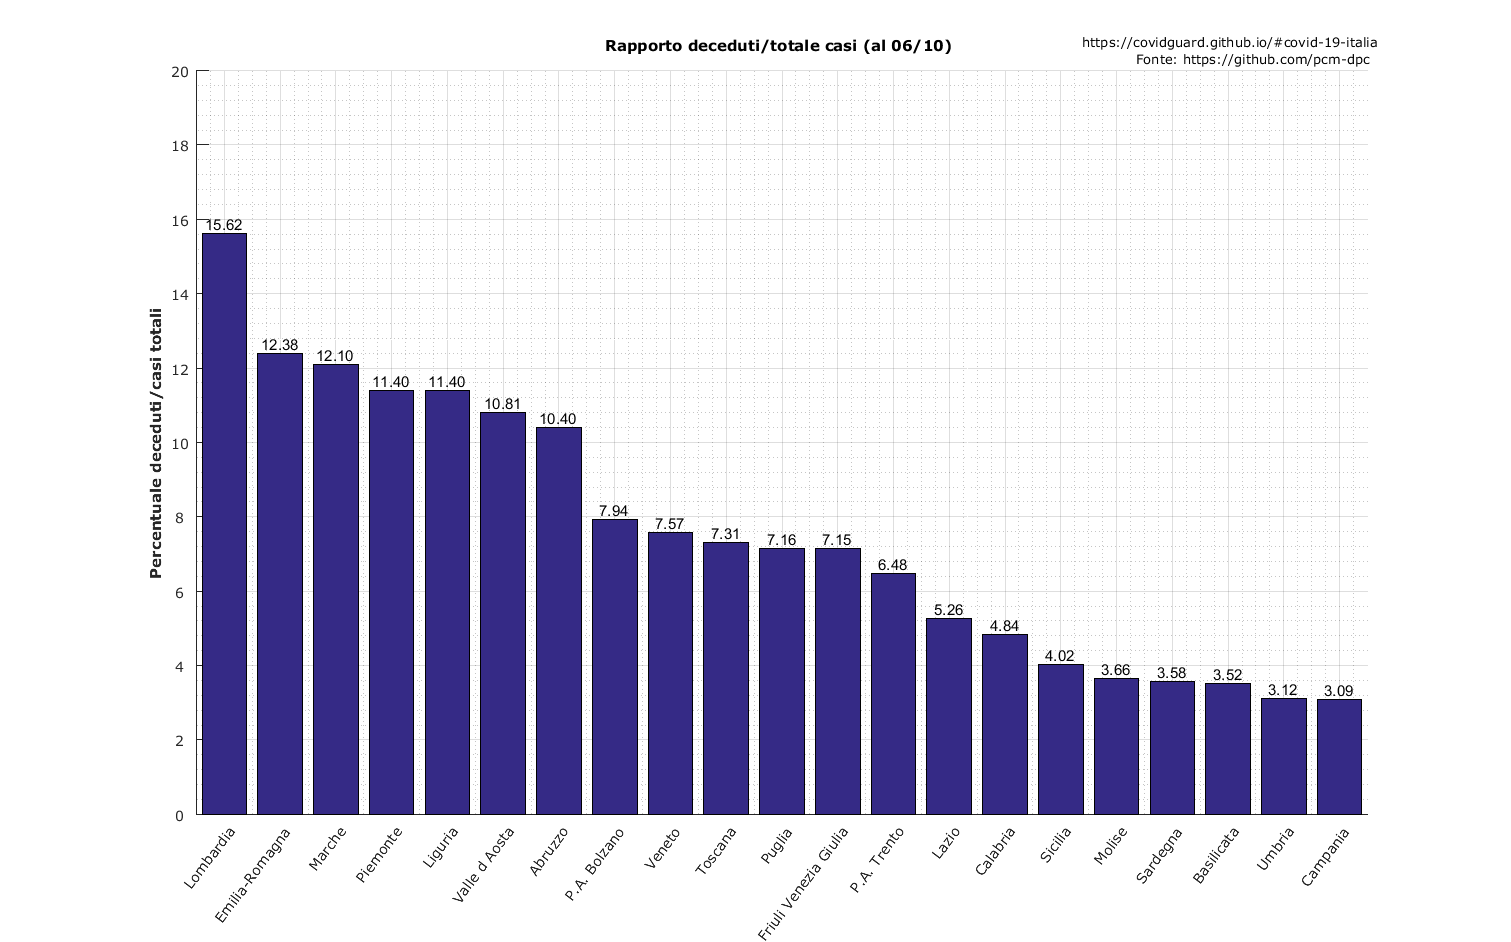 Rapporto deceduti/totale casi (al 06/10)
https://covidguard.github.io/#covid-19-italia
Fonte: https://github.com/pcm-dpc
Percentuale deceduti/casi totali
20
18
16
14
12
10
8
6
4
2
0
15.62
12.38
12.10
11.40
11.40
10.81
10.40
7.94
7.57
7.31
7.16
7.15
6.48
5.26
4.84
4.02
3.66
3.58
3.52
3.12
3.09
Lombardia
Emilia-Romagna
Marche
Piemonte
Liguria
Valle d Aosta
Abruzzo
P.A. Bolzano
Veneto
Toscana
Puglia
Friuli Venezia Giulia
P.A. Trento
Lazio
Calabria
Sicilia
Molise
Sardegna
Basilicata
Umbria
Campania